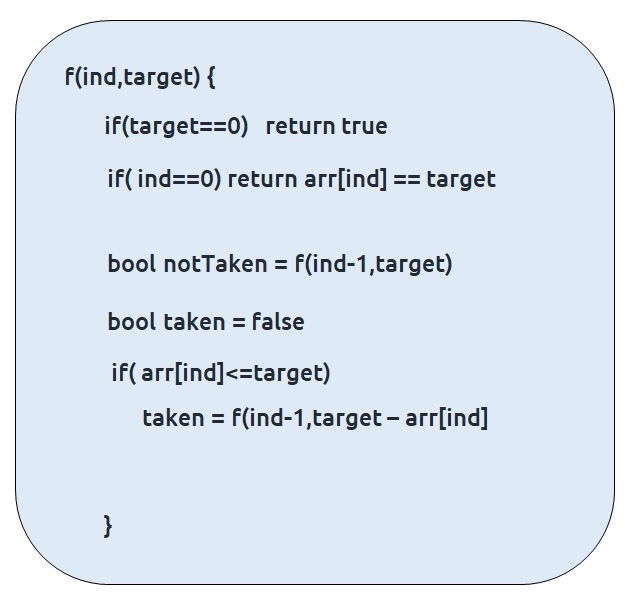 f(ind,target) {
if(target==0) return true
if( ind==0) return arr[ind] == target
bool notTaken = f(ind-1,target)
bool taken = false
if( arr[ind]<=target)
taken = f(ind-1,target – arr[ind]
}